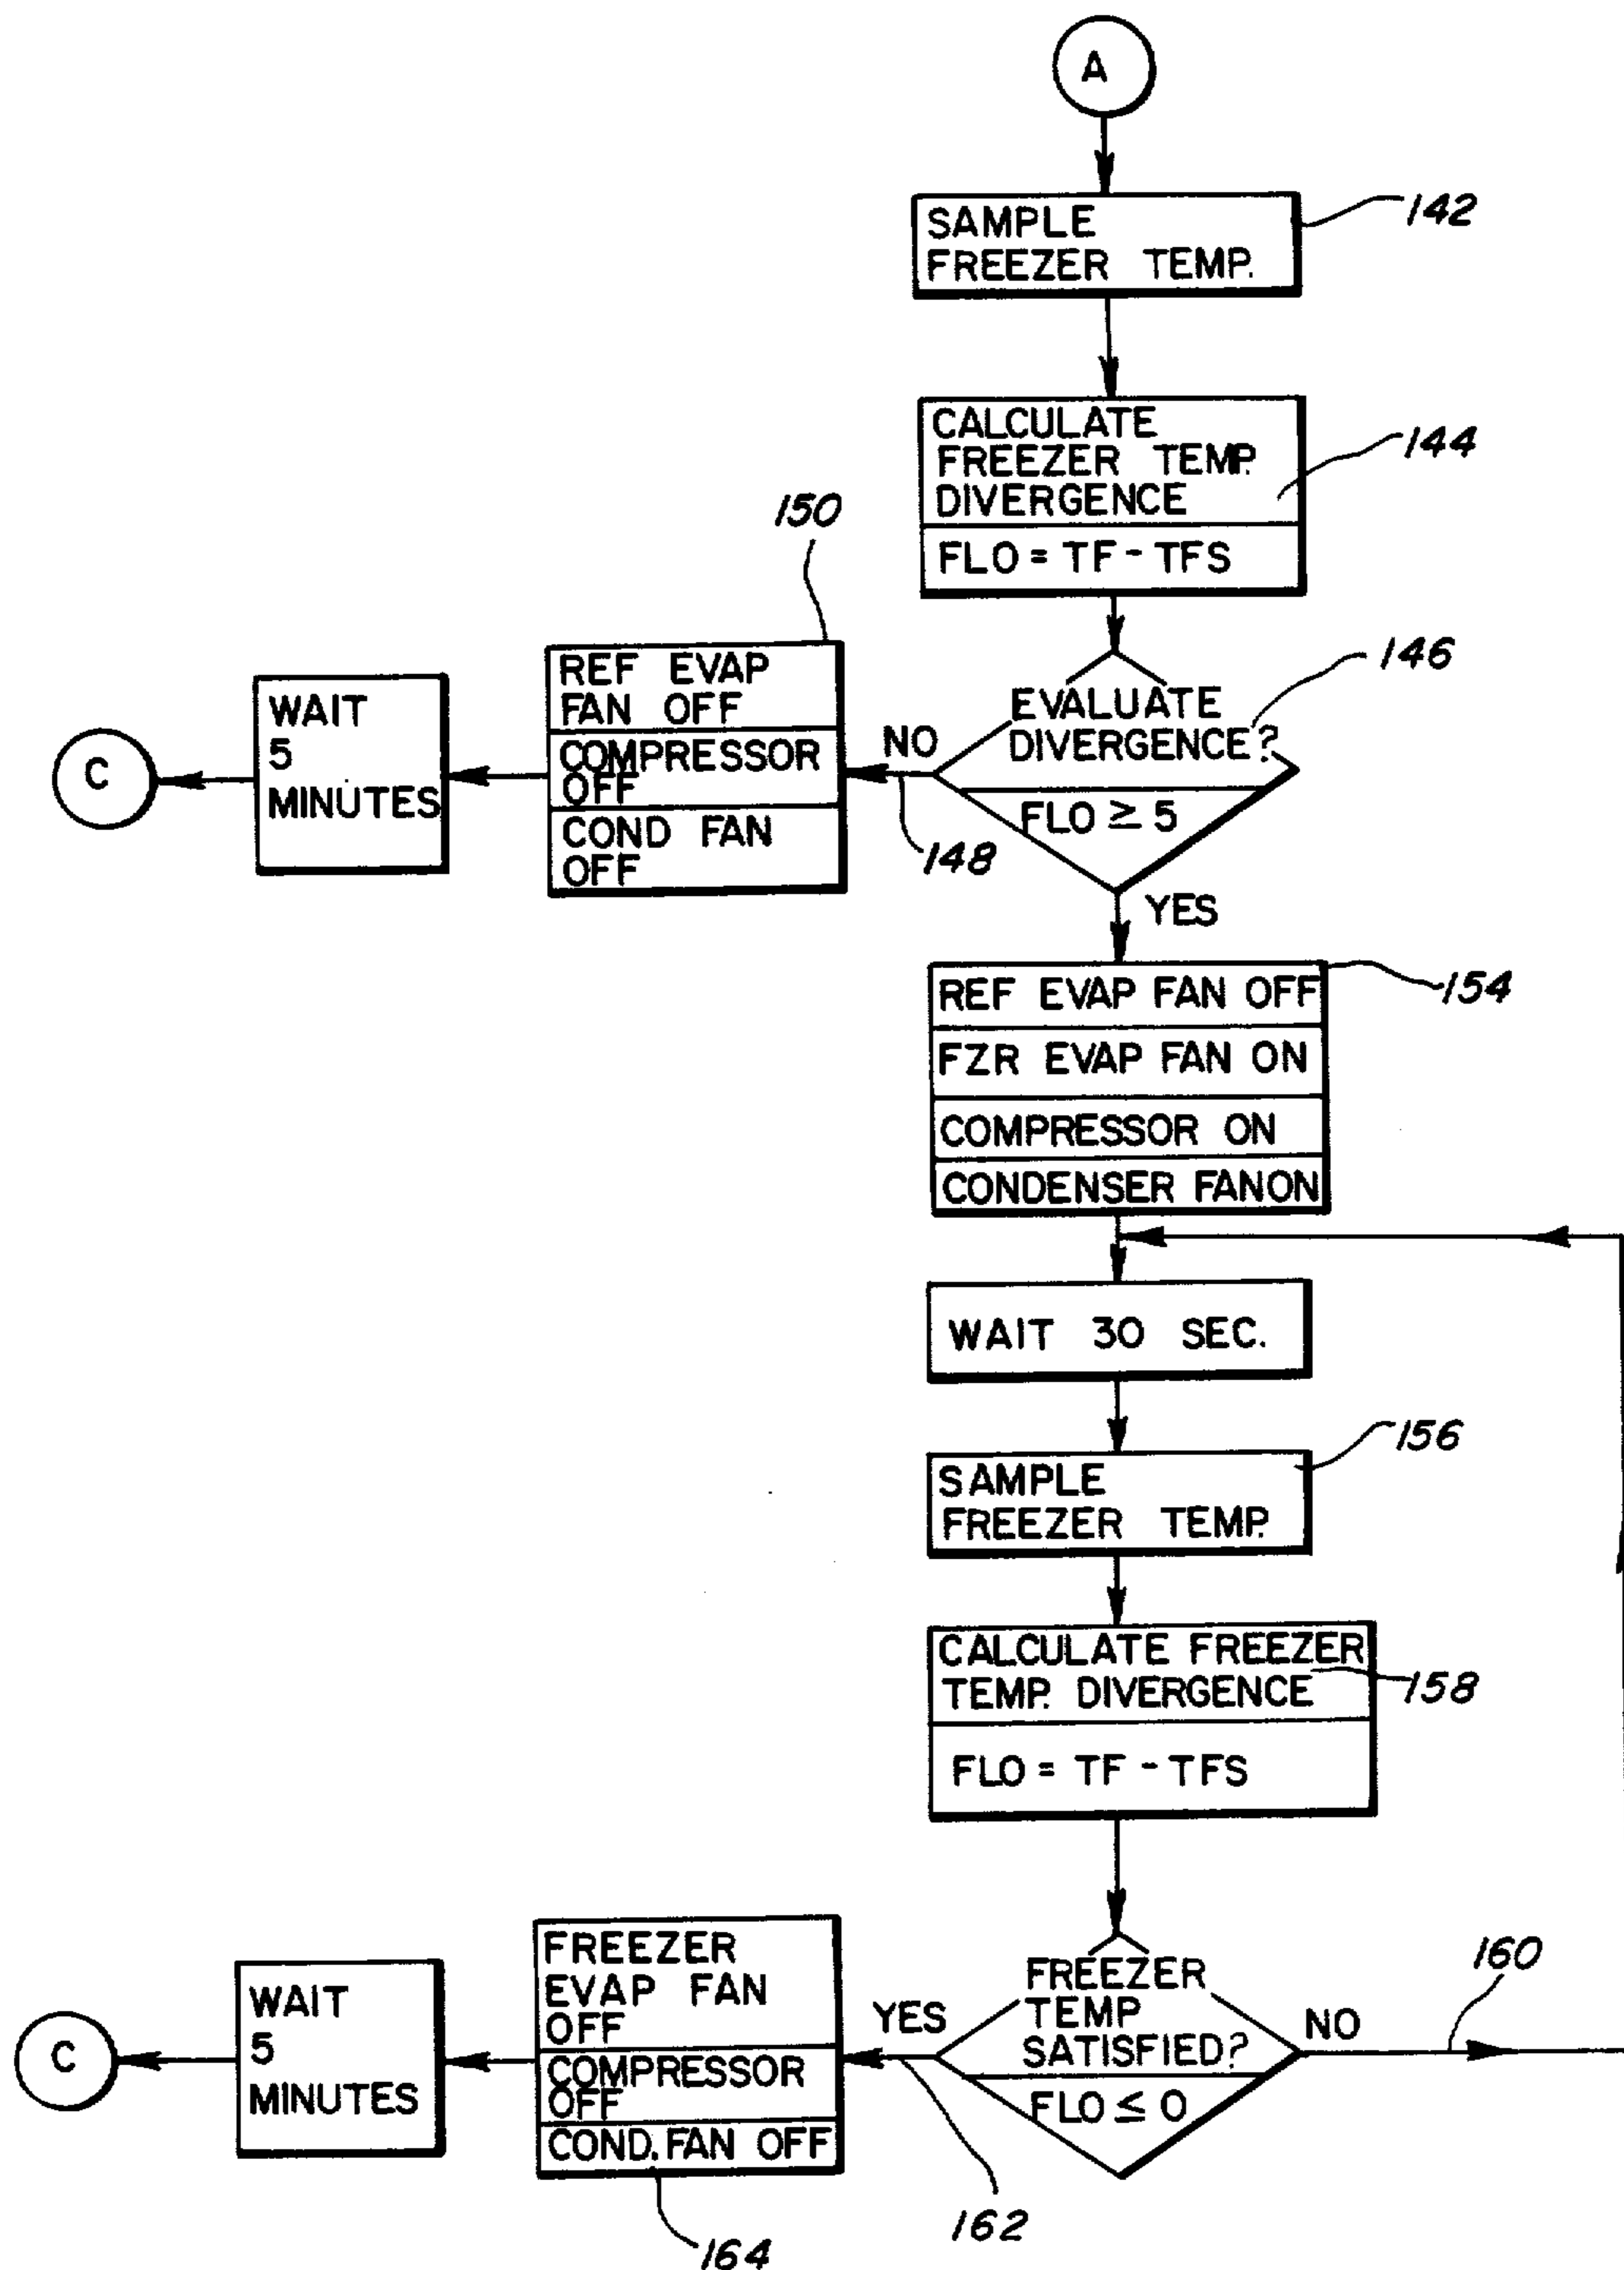 A
SAMPLE
FREEZER TEMP.
142
CALCULATE
FREEZER TEMP.
DIVERGENCE
144
FLO = TF - TFS
EVALUATE
DIVERGENCE?
146
FLO ≥ 5
NO
148
150
REF EVAP
FAN OFF
COMPRESSOR
OFF
COND FAN
OFF
WAIT
5
MINUTES
C
YES
REF EVAP FAN OFF
154
FZR EVAP FAN ON
COMPRESSOR ON
CONDENSER FAN ON
WAIT 30 SEC.
SAMPLE
FREEZER TEMP.
156
CALCULATE FREEZER
TEMP. DIVERGENCE
158
FLO = TF - TFS
FREEZER
TEMP
SATISFIED?
FLO ≤ 0
NO
160
YES
162
FREEZER
EVAP FAN
OFF
COMPRESSOR
OFF
COND. FAN OFF
164
WAIT
5
MINUTES
C